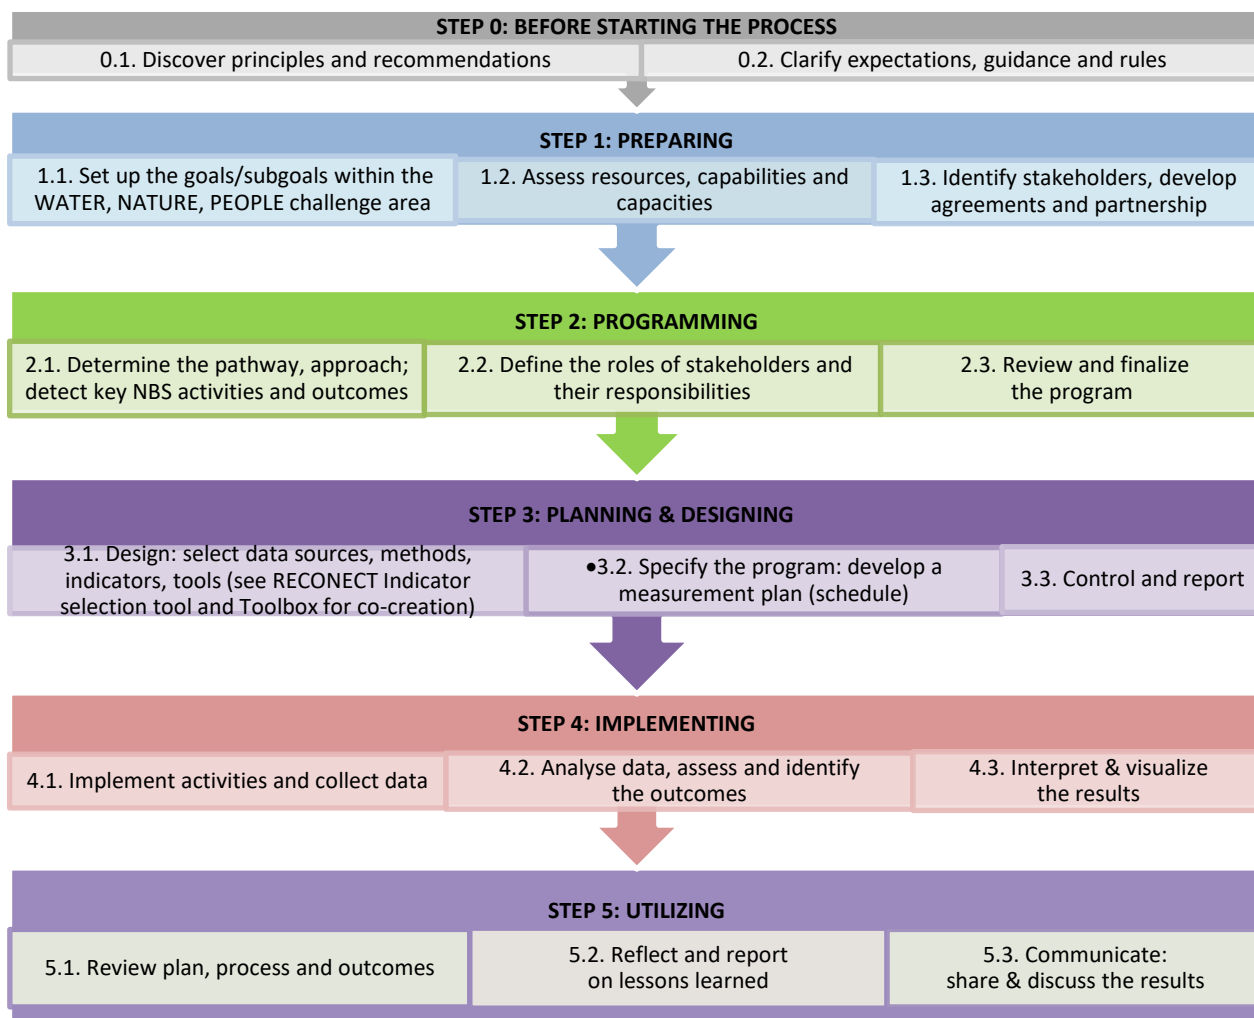 STEP 0: BEFORE STARTING THE PROCESS
0.1. Discover principles and recommendations
0.2. Clarify expectations, guidance and rules
STEP 1: PREPARING
1.1. Set up the goals/subgoals within the
WATER, NATURE, PEOPLE challenge area
1.2. Assess resources, capabilities and
capacities
1.3. Identify stakeholders, develop
agreements and partnership
STEP 2: PROGRAMMING
2.1. Determine the pathway, approach;
detect key NBS activities and outcomes
2.2. Define the roles of stakeholders and
their responsibilities
2.3. Review and finalize
the program
STEP 3: PLANNING & DESIGNING
3.1. Design: select data sources, methods,
indicators, tools (see RECONECT Indicator
selection tool and Toolbox for co-creation)
•3.2. Specify the program: develop a
measurement plan (schedule)
3.3. Control and report
STEP 4: IMPLEMENTING
4.1. Implement activities and collect data
4.2. Analyse data, assess and identify
the outcomes
4.3. Interpret & visualize
the results
STEP 5: UTILIZING
5.1. Review plan, process and outcomes
5.2. Reflect and report
on lessons learned
5.3. Communicate:
share & discuss the results